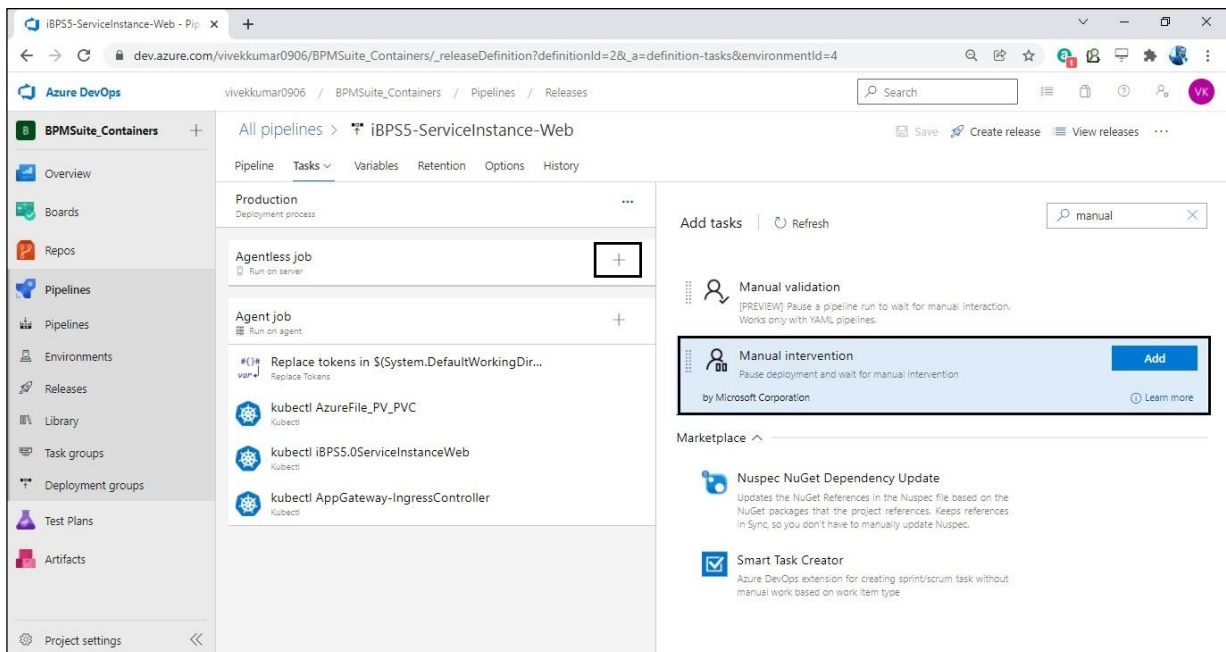 iBPS5-ServiceInstance-Web - Pip
dev.azure.com/vivekkumar0906/BPMSuite_Containers/_releaseDefinition?definitionId=2&_a=definition-tasks&environmentId=4
Azure DevOps
vivekkumar0906 / BPMSuite_Containers / Pipelines / Releases
Search
VK
B BPMSuite_Containers
All pipelines > iBPS5-ServiceInstance-Web
Save Create release View releases ...
Overview
Boards
Repos
Pipelines
Pipelines
Environments
Releases
Library
Task groups
Deployment groups
Test Plans
Artifacts
Project settings
Pipeline Tasks Variables Retention Options History
Production
Deployment process
Agentless job
Run on server
Agent job
Run on agent
Replace tokens in $(System.DefaultWorkingDir...
Replace Tokens
kubectl AzureFile_PV_PVC
Kubectl
kubectl iBPS5.0ServiceInstanceWeb
Kubectl
kubectl AppGateway-IngressController
Kubectl
Add tasks | Refresh
manual
Manual validation
[PREVIEW] Pause a pipeline run to wait for manual interaction.
Works only with YAML pipelines.
Manual intervention
Add
Pause deployment and wait for manual intervention
by Microsoft Corporation
Learn more
Marketplace
Nuspec NuGet Dependency Update
Updates the NuGet References in the Nuspec file based on the
NuGet packages that the project references. Keeps references
in Sync, so you don't have to manually update Nuspec.
Smart Task Creator
Azure DevOps extension for creating sprint/scrum task without
manual work based on work item type